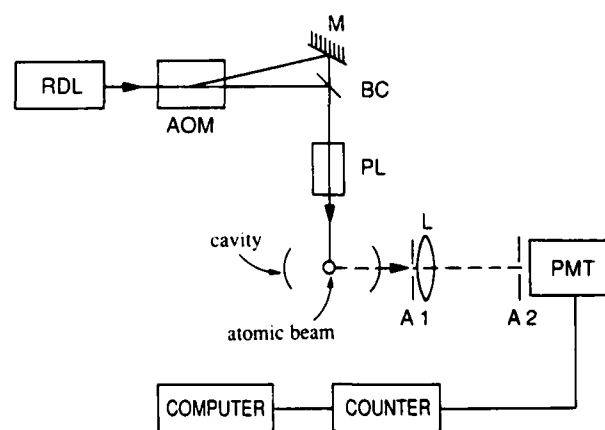 M
RDL
BC
AOM
PL
L
cavity
PMT
A 1
A 2
atomic beam
COMPUTER
COUNTER